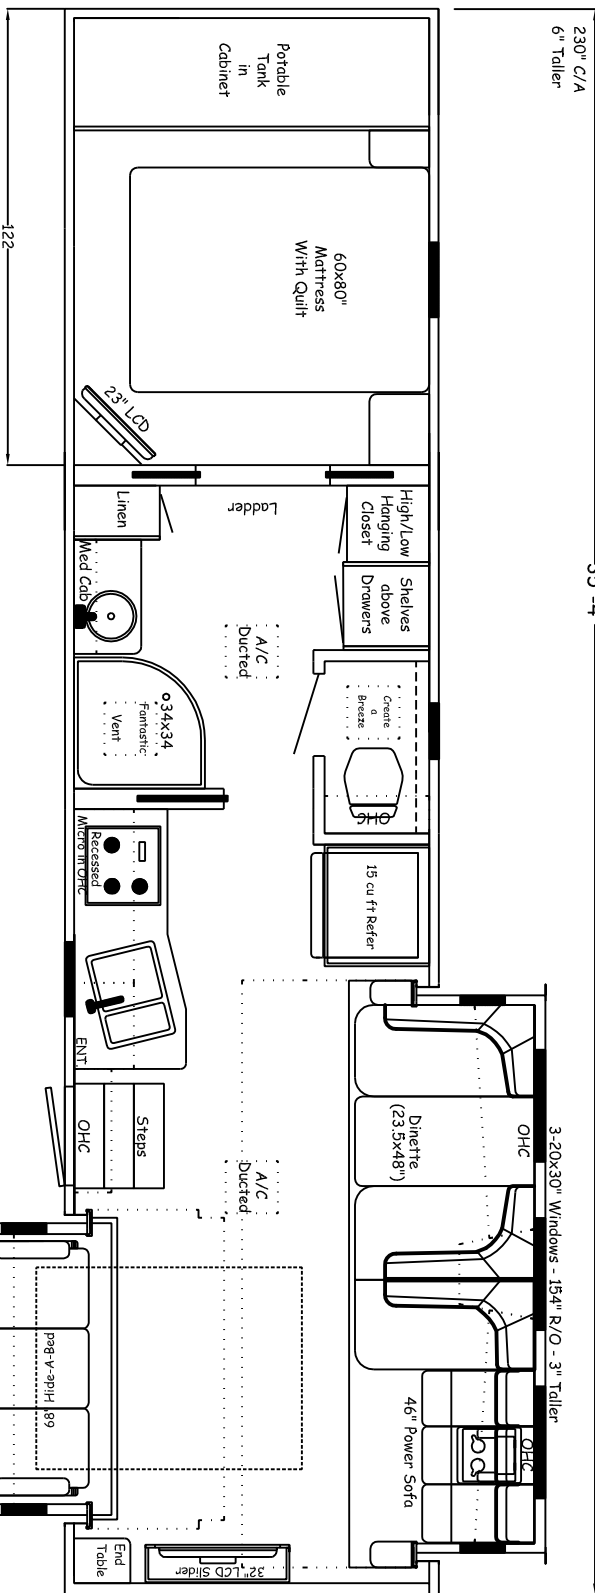 230" C/A
6" Taller
Potable
Tank
in
Cabinet
122
60x80"
Mattress
With Quilt
23" LCD
Linen
Ladder
High/Low
Hanging
Closet
Med Cab
Shelves
above
Drawers
A/C
Ducted
34x34
Fantastic
Vent
Create
a
Breeze
OHC
Recessed
Micro in OHC
15 cu ft Refer
ENT
OHC
Steps
Dinette
(23.5x48")
OHC
3-20x30" Windows - 154" R/O - 3" Taller
A/C
Ducted
68" Hide-A-Bed
46" Power Sofa
OHC
End
Table
32" LCD Slider